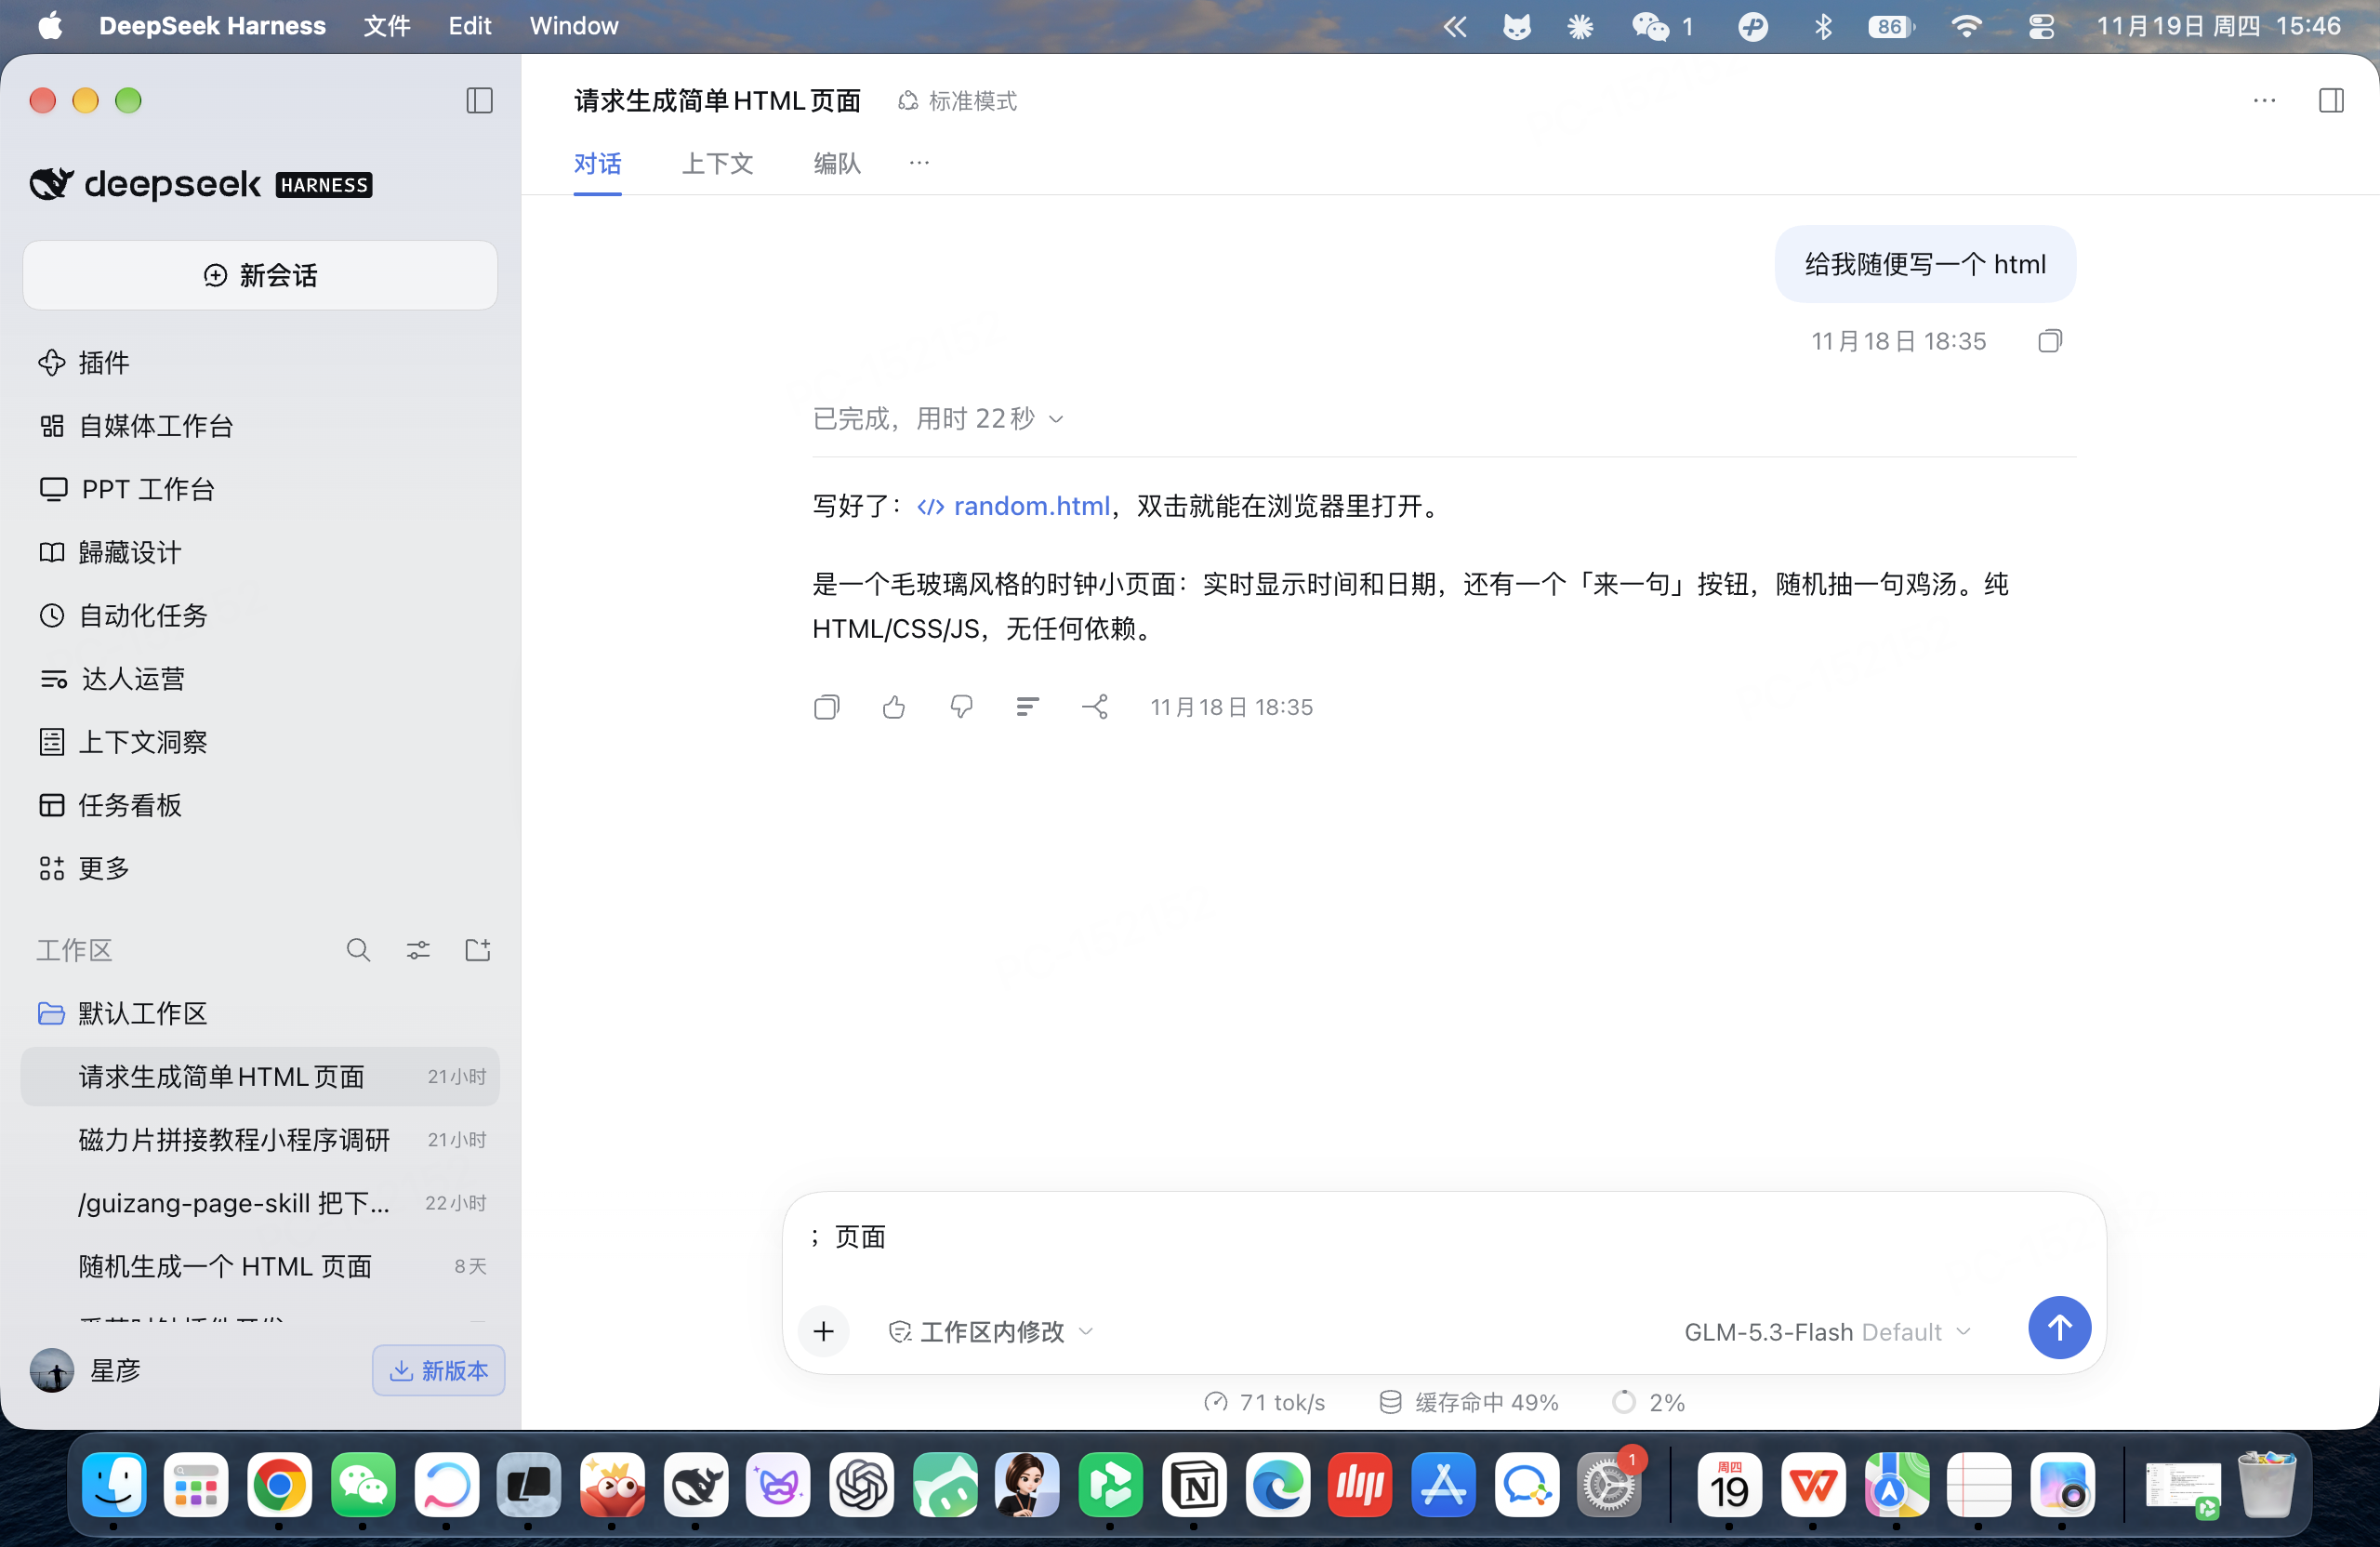 DeepSeek Harness 文件 Edit Window 1 86 11月19日 周四 15:46
deepseek HARNESS
新会话
插件
自媒体工作台
PPT 工作台
歸藏设计
自动化任务
达人运营
上下文洞察
任务看板
更多
工作区
默认工作区
请求生成简单HTML页面 21小时
磁力片拼接教程小程序调研 21小时
/guizang-page-skill 把下... 22小时
随机生成一个 HTML 页面 8天
星彦 新版本
请求生成简单HTML页面 标准模式
对话 上下文 编队 ...
给我随便写一个 html
11月18日 18:35
已完成，用时 22秒
写好了：</> random.html，双击就能在浏览器里打开。
是一个毛玻璃风格的时钟小页面：实时显示时间和日期，还有一个「来一句」按钮，随机抽一句鸡汤。纯
HTML/CSS/JS，无任何依赖。
11月18日 18:35
；页面
工作区内修改 GLM-5.3-Flash Default
71 tok/s 缓存命中 49% 2%
1
周四
19